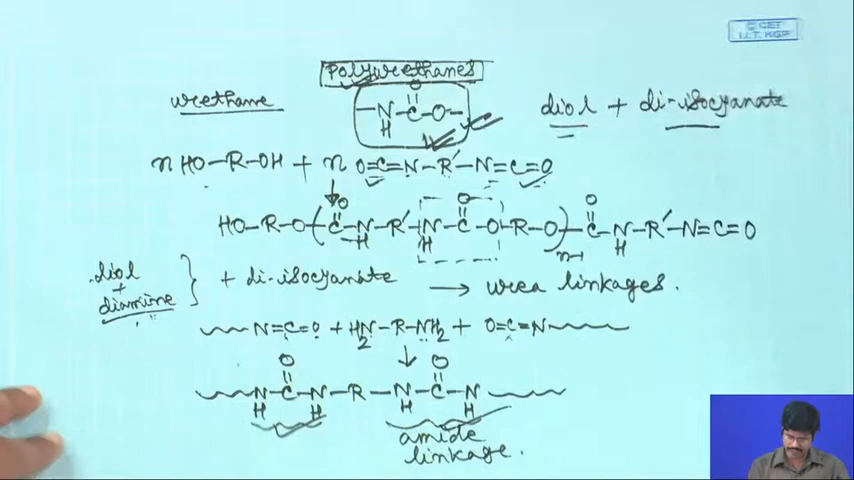 © CET
I.I.T. KGP
Polyurethanes
urethane
O
—N—C—O—
H
diol + di-isocyanate
n HO—R—OH + n O=C=N—R'—N=C=O
O O O
HO—R—O—(C—N—R'—N—C—O—R—O)n-1—C—N—R'—N=C=O
H H H
diol
+
diamine } + di-isocyanate → urea linkages.
N=C=O + H2N—R—NH2 + O=C=N
O O
N—C—N—R—N—C—N
H H H H
amide
linkage.